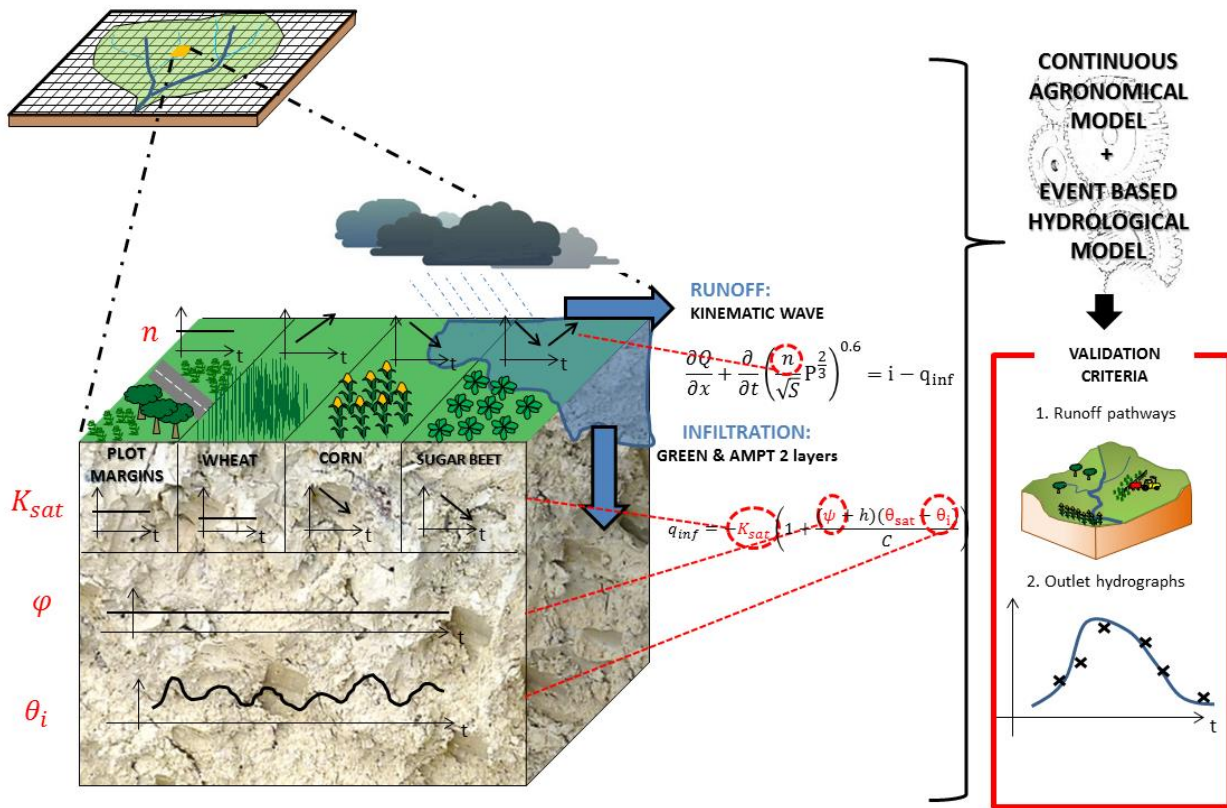 CONTINUOUS
AGRONOMICAL
MODEL
+
EVENT BASED
HYDROLOGICAL
MODEL
RUNOFF:
KINEMATIC WAVE
∂Q/∂x + ∂/∂t (n/√S P^(2/3))^0.6 = i − q_inf
INFILTRATION:
GREEN & AMPT 2 layers
q_inf = −K_sat (1 + (ψ + h)(θ_sat − θ_i)/C)
n
t
t
t
t
PLOT
MARGINS
WHEAT
CORN
SUGAR BEET
K_sat
t
t
t
t
φ
t
θ_i
t
VALIDATION
CRITERIA
1. Runoff pathways
2. Outlet hydrographs
t